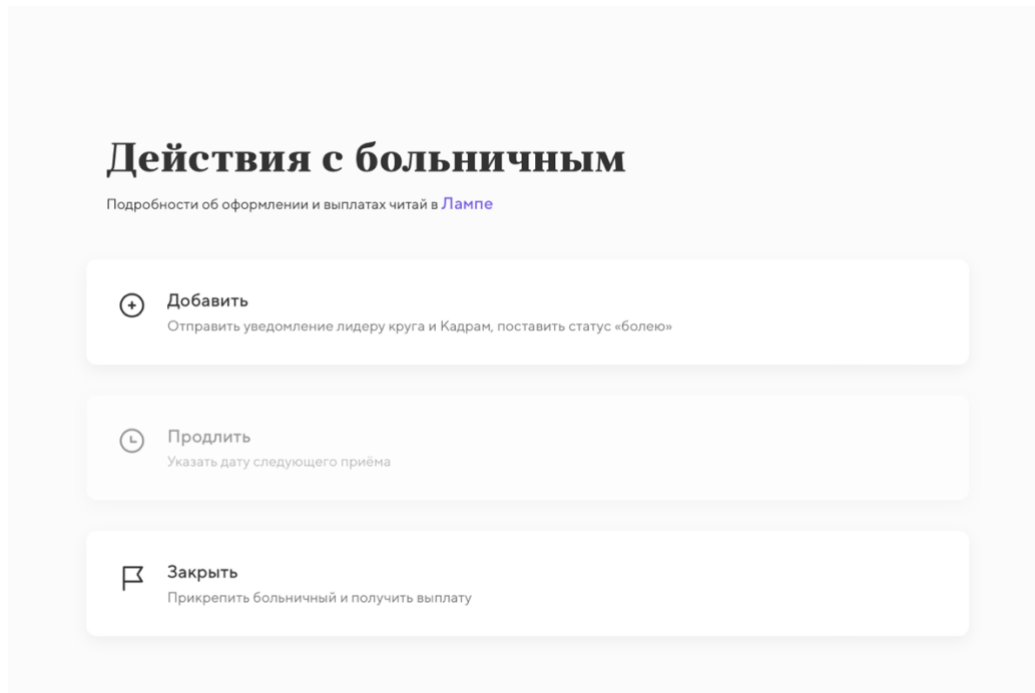 Действия с больничным
Подробности об оформлении и выплатах читай в Лампе
Добавить
Отправить уведомление лидеру круга и Кадрам, поставить статус «болею»
Продлить
Указать дату следующего приёма
Закрыть
Прикрепить больничный и получить выплату